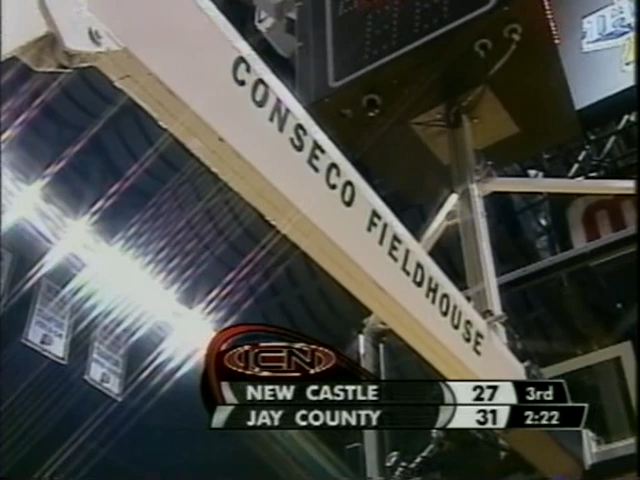 CONSECO FIELDHOUSE
ICN
NEW CASTLE 27 3rd
JAY COUNTY 31 2:22